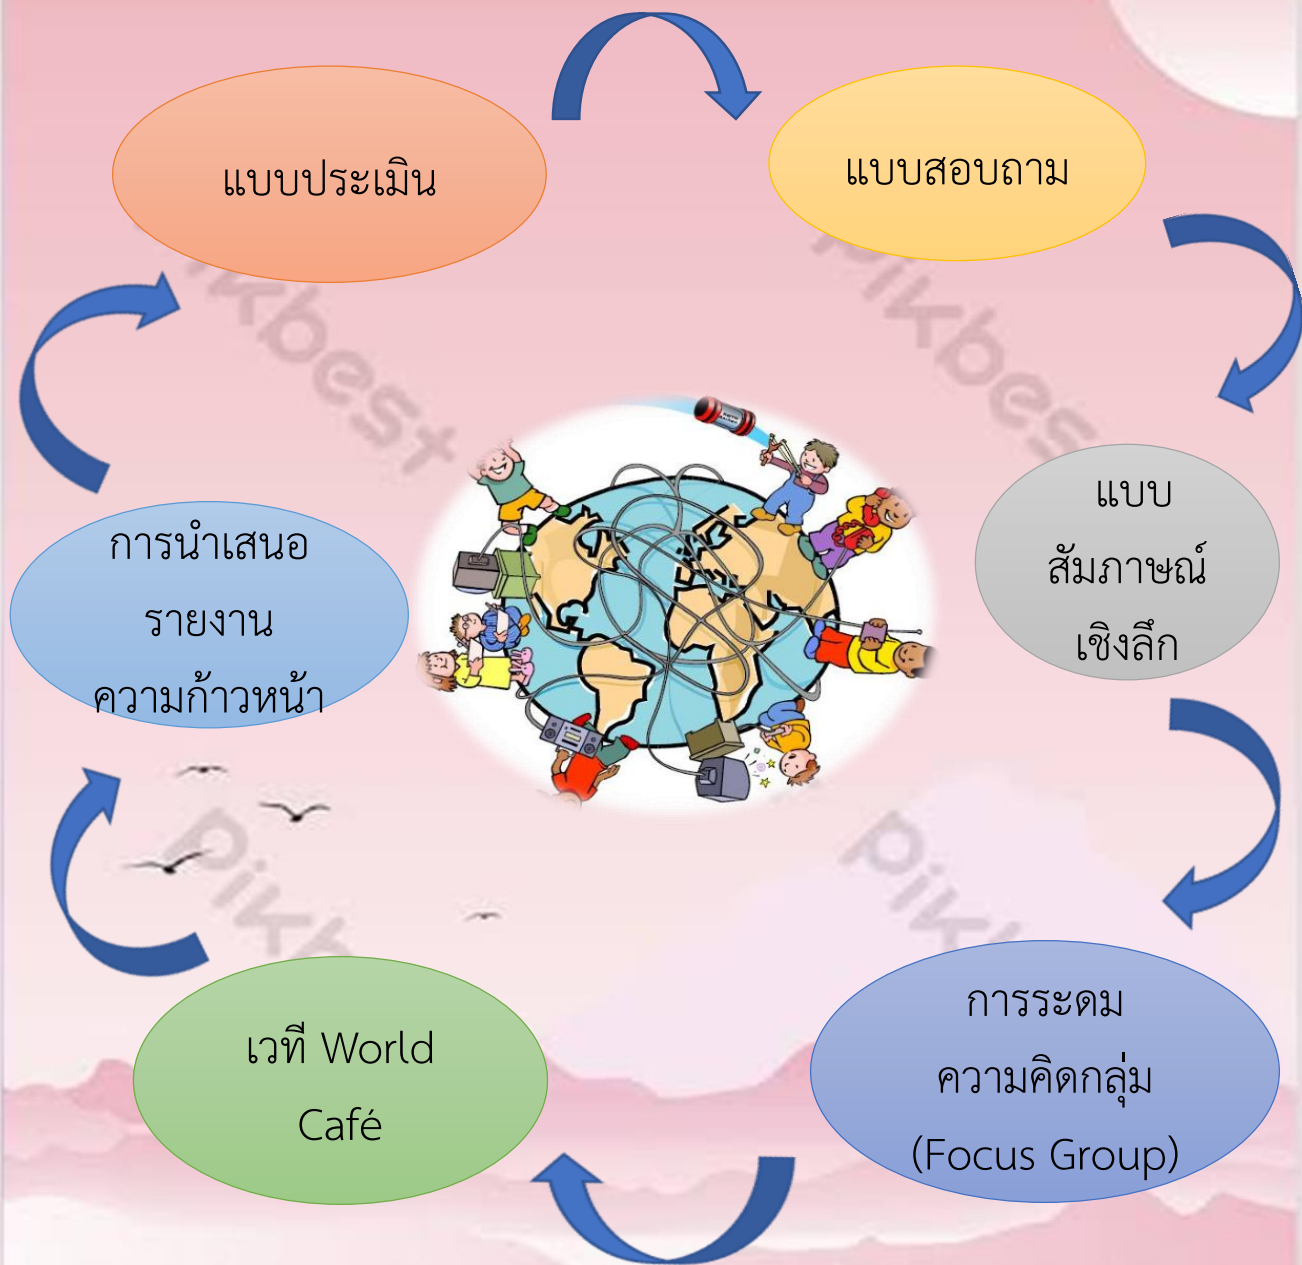 แบบประเมิน
แบบสอบถาม
แบบ
สัมภาษณ์
เชิงลึก
การระดม
ความคิดกลุ่ม
(Focus Group)
เวที World
Café
การนำเสนอ
รายงาน
ความก้าวหน้า
pikbest
pikbest
pikbest